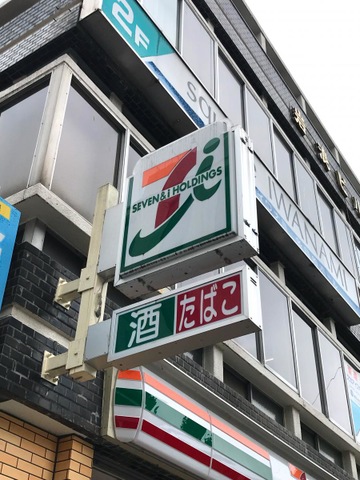 2F
SEVEN & i HOLDINGS
酒 たばこ
IWANAMI